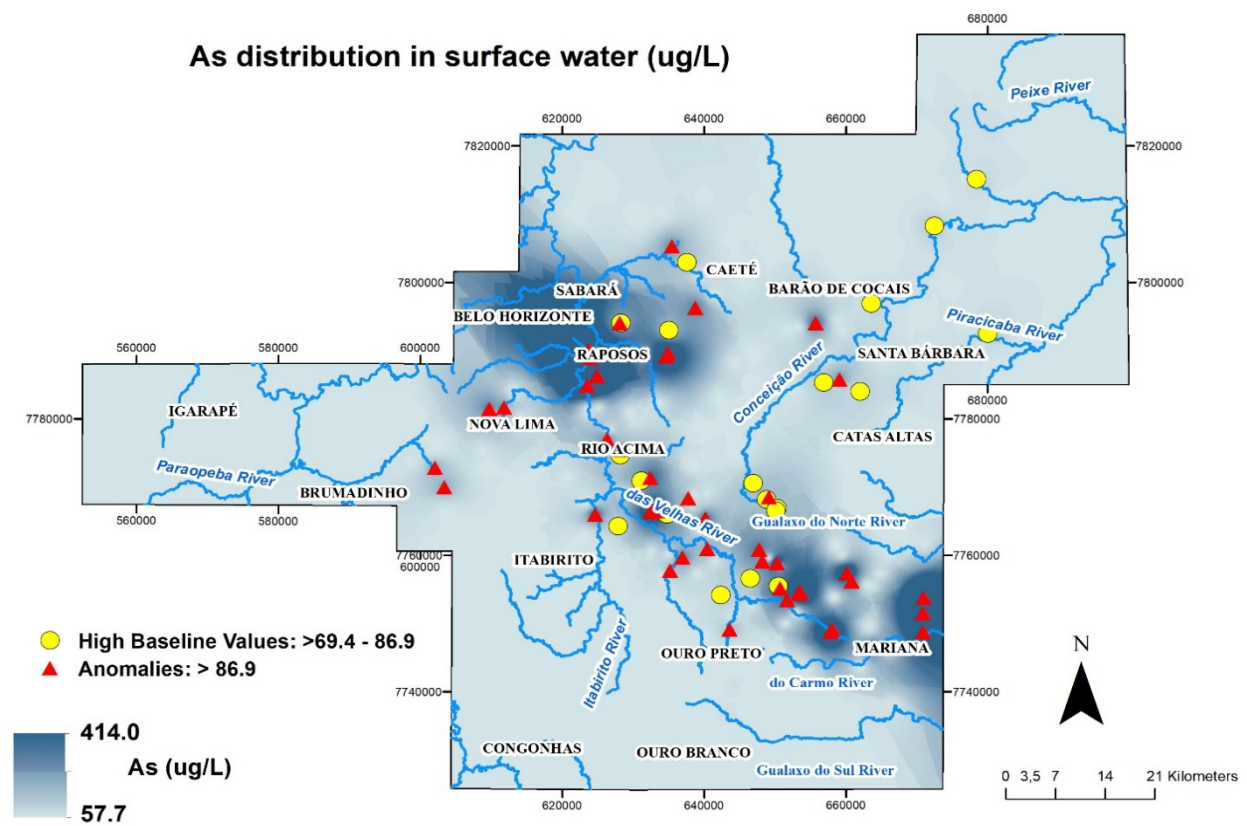 680000
As distribution in surface water (ug/L)
Peixe River
620000
640000
660000
7820000
7820000
7800000
CAETÉ
7800000
SABARÁ
BARÃO DE COCAIS
BELO HORIZONTE
Piracicaba River
560000
580000
600000
RAPOSOS
SANTA BÁRBARA
Conceição River
IGARAPÉ
680000
7780000
NOVA LIMA
7780000
CATAS ALTAS
RIO ACIMA
Paraopeba River
BRUMADINHO
das Velhas River
560000
580000
Gualaxo do Norte River
7760000
600000
ITABIRITO
7760000
High Baseline Values: >69.4 - 86.9
Anomalies: > 86.9
OURO PRETO
MARIANA
N
Itabirito River
do Carmo River
7740000
7740000
414.0
CONGONHAS
OURO BRANCO
As (ug/L)
Gualaxo do Sul River
0 3,5 7 14 21 Kilometers
57.7
620000
640000
660000